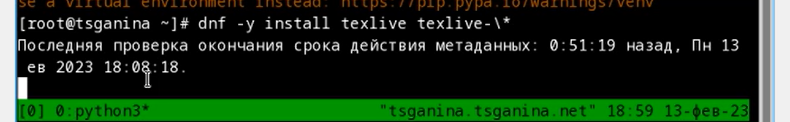 se a virtual environment instead: https://pip.pypa.io/warnings/venv
[root@tsganina ~]# dnf -y install texlive texlive-\*
Последняя проверка окончания срока действия метаданных: 0:51:19 назад, Пн 13
ев 2023 18:08:18.
[0] 0:python3* "tsganina.tsganina.net" 18:59 13-фев-23